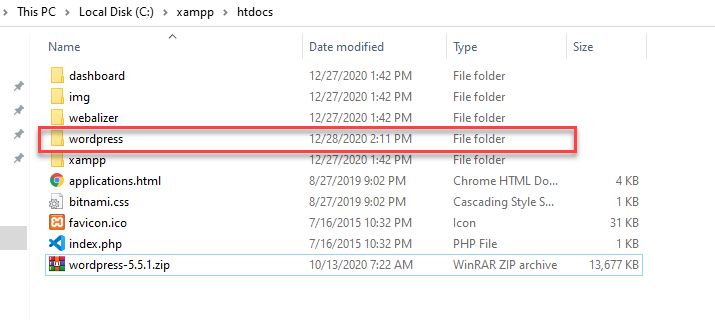 This PC > Local Disk (C:) > xampp > htdocs
Name Date modified Type Size
dashboard 12/27/2020 1:42 PM File folder
img 12/27/2020 1:42 PM File folder
webalizer 12/27/2020 1:42 PM File folder
wordpress 12/28/2020 2:11 PM File folder
xampp 12/27/2020 1:42 PM File folder
applications.html 8/27/2019 9:02 PM Chrome HTML Do... 4 KB
bitnami.css 8/27/2019 9:02 PM Cascading Style S... 1 KB
favicon.ico 7/16/2015 10:32 PM Icon 31 KB
index.php 7/16/2015 10:32 PM PHP File 1 KB
wordpress-5.5.1.zip 10/13/2020 7:22 AM WinRAR ZIP archive 13,677 KB